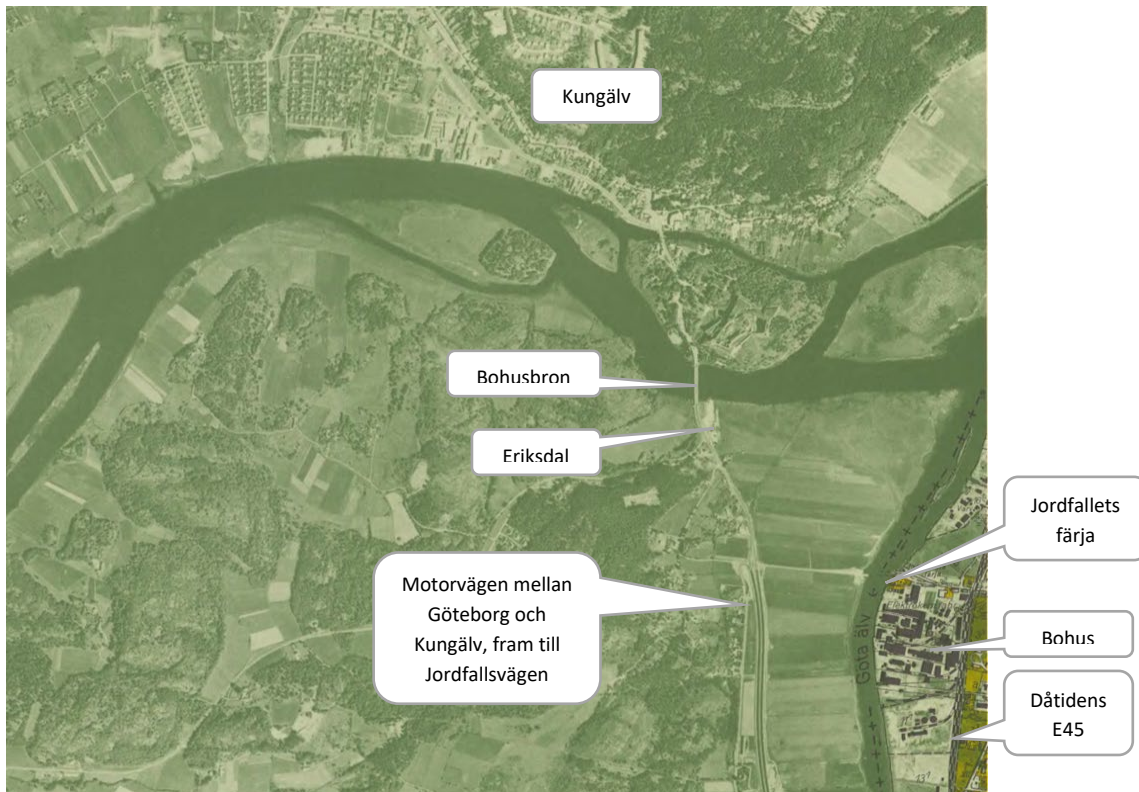 Kungälv
Bohusbron
Eriksdal
Jordfallets
färja
Motorvägen mellan
Göteborg och
Kungälv, fram till
Jordfallsvägen
Göta älv
Bohus
Dåtidens
E45